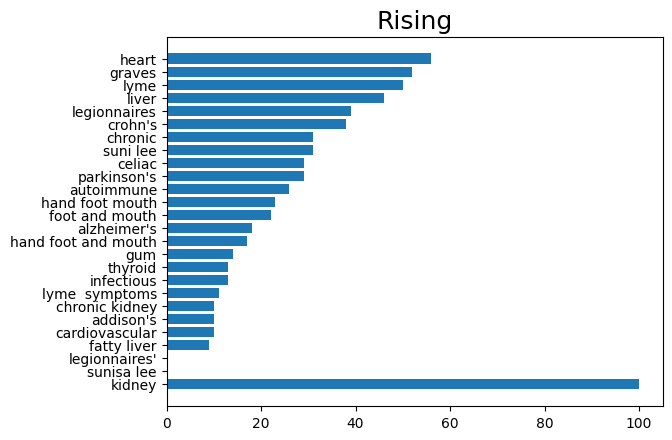 Rising
heart
graves
lyme
liver
legionnaires
crohn's
chronic
suni lee
celiac
parkinson's
autoimmune
hand foot mouth
foot and mouth
alzheimer's
hand foot and mouth
gum
thyroid
infectious
lyme  symptoms
chronic kidney
addison's
cardiovascular
fatty liver
legionnaires'
sunisa lee
kidney
0 20 40 60 80 100